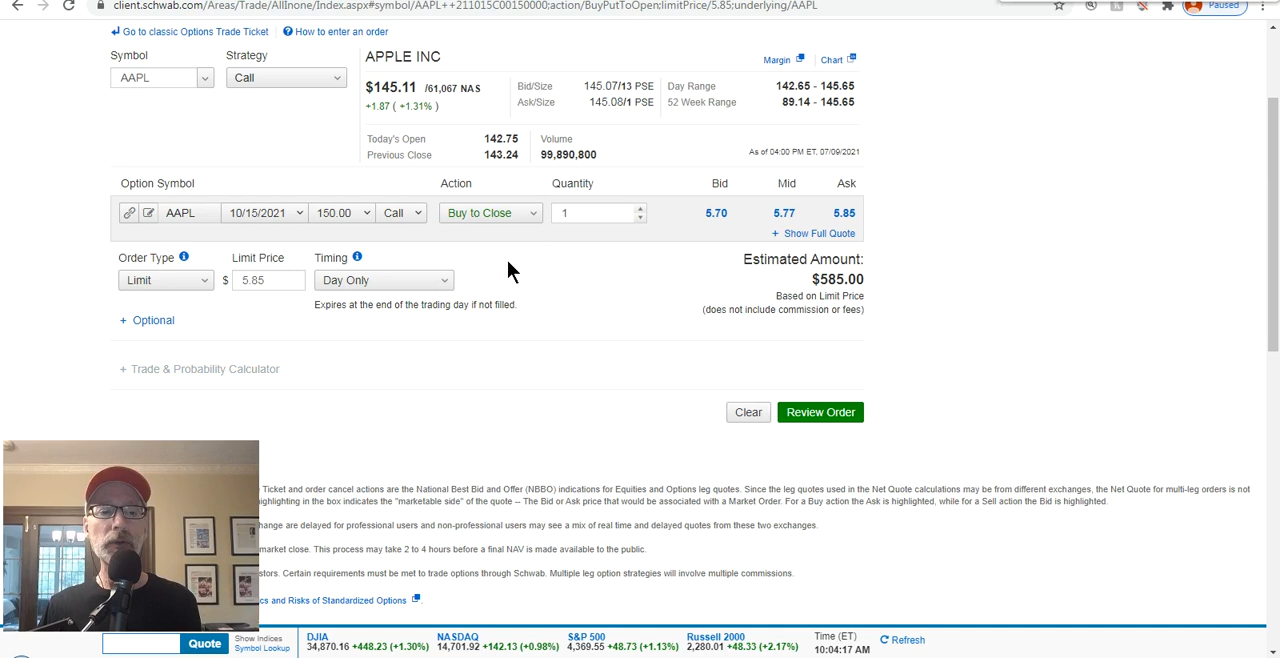 client.schwab.com/Areas/Trade/AllInone/Index.aspx#symbol/AAPL++211015C00150000;action/BuyPutToOpen;limitPrice/5.85;underlying/AAPL
Paused
Go to classic Options Trade Ticket
How to enter an order
Symbol
Strategy
APPLE INC
Margin
Chart
AAPL
Call
$145.11 /61,067 NAS
+1.87 ( +1.31% )
Bid/Size 145.07/13 PSE
Ask/Size 145.08/1 PSE
Day Range 142.65 - 145.65
52 Week Range 89.14 - 145.65
Today's Open 142.75
Previous Close 143.24
Volume
99,890,800
As of 04:00 PM ET, 07/09/2021
Option Symbol Action Quantity Bid Mid Ask
AAPL 10/15/2021 150.00 Call Buy to Close 1 5.70 5.77 5.85
+ Show Full Quote
Order Type Limit Price Timing
Limit $ 5.85 Day Only
Expires at the end of the trading day if not filled.
Estimated Amount:
$585.00
Based on Limit Price
(does not include commission or fees)
+ Optional
+ Trade & Probability Calculator
Clear Review Order
Ticket and order cancel actions are the National Best Bid and Offer (NBBO) indications for Equities and Options leg quotes. Since the leg quotes used in the Net Quote calculations may be from different exchanges, the Net Quote for multi-leg orders is not
highlighting in the box indicates the "marketable side" of the quote -- The Bid or Ask price that would be associated with a Market Order. For a Buy action the Ask is highlighted, while for a Sell action the Bid is highlighted.
hange are delayed for professional users and non-professional users may see a mix of real time and delayed quotes from these two exchanges.
market close. This process may take 2 to 4 hours before a final NAV is made available to the public.
stors. Certain requirements must be met to trade options through Schwab. Multiple leg option strategies will involve multiple commissions.
cs and Risks of Standardized Options .
Quote
Show Indices
Symbol Lookup
DJIA
34,870.16 +448.23 (+1.30%)
NASDAQ
14,701.92 +142.13 (+0.98%)
S&P 500
4,369.55 +48.73 (+1.13%)
Russell 2000
2,280.01 +48.33 (+2.17%)
Time (ET)
10:04:17 AM
Refresh